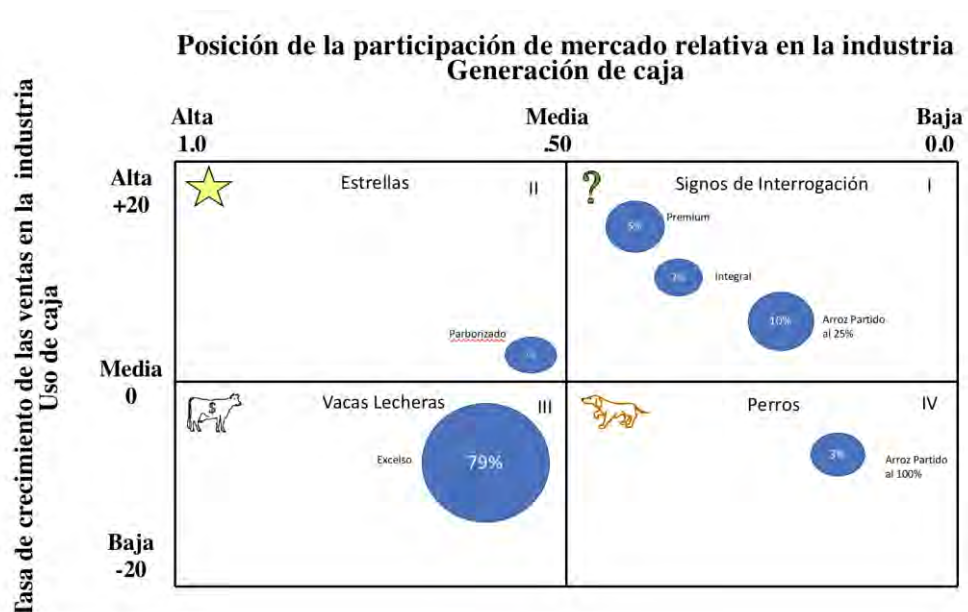 Posición de la participación de mercado relativa en la industria
Generación de caja
Alta
1.0
Media
.50
Baja
0.0
Tasa de crecimiento de las ventas en la industria
Uso de caja
Alta
+20
Media
0
Baja
-20
Estrellas
II
?
Signos de Interrogación
I
Premium
Integral
10%
Arroz Partido
al 25%
Parborizado
$
Vacas Lecheras
III
Excelso
79%
Perros
IV
3%
Arroz Partido
al 100%